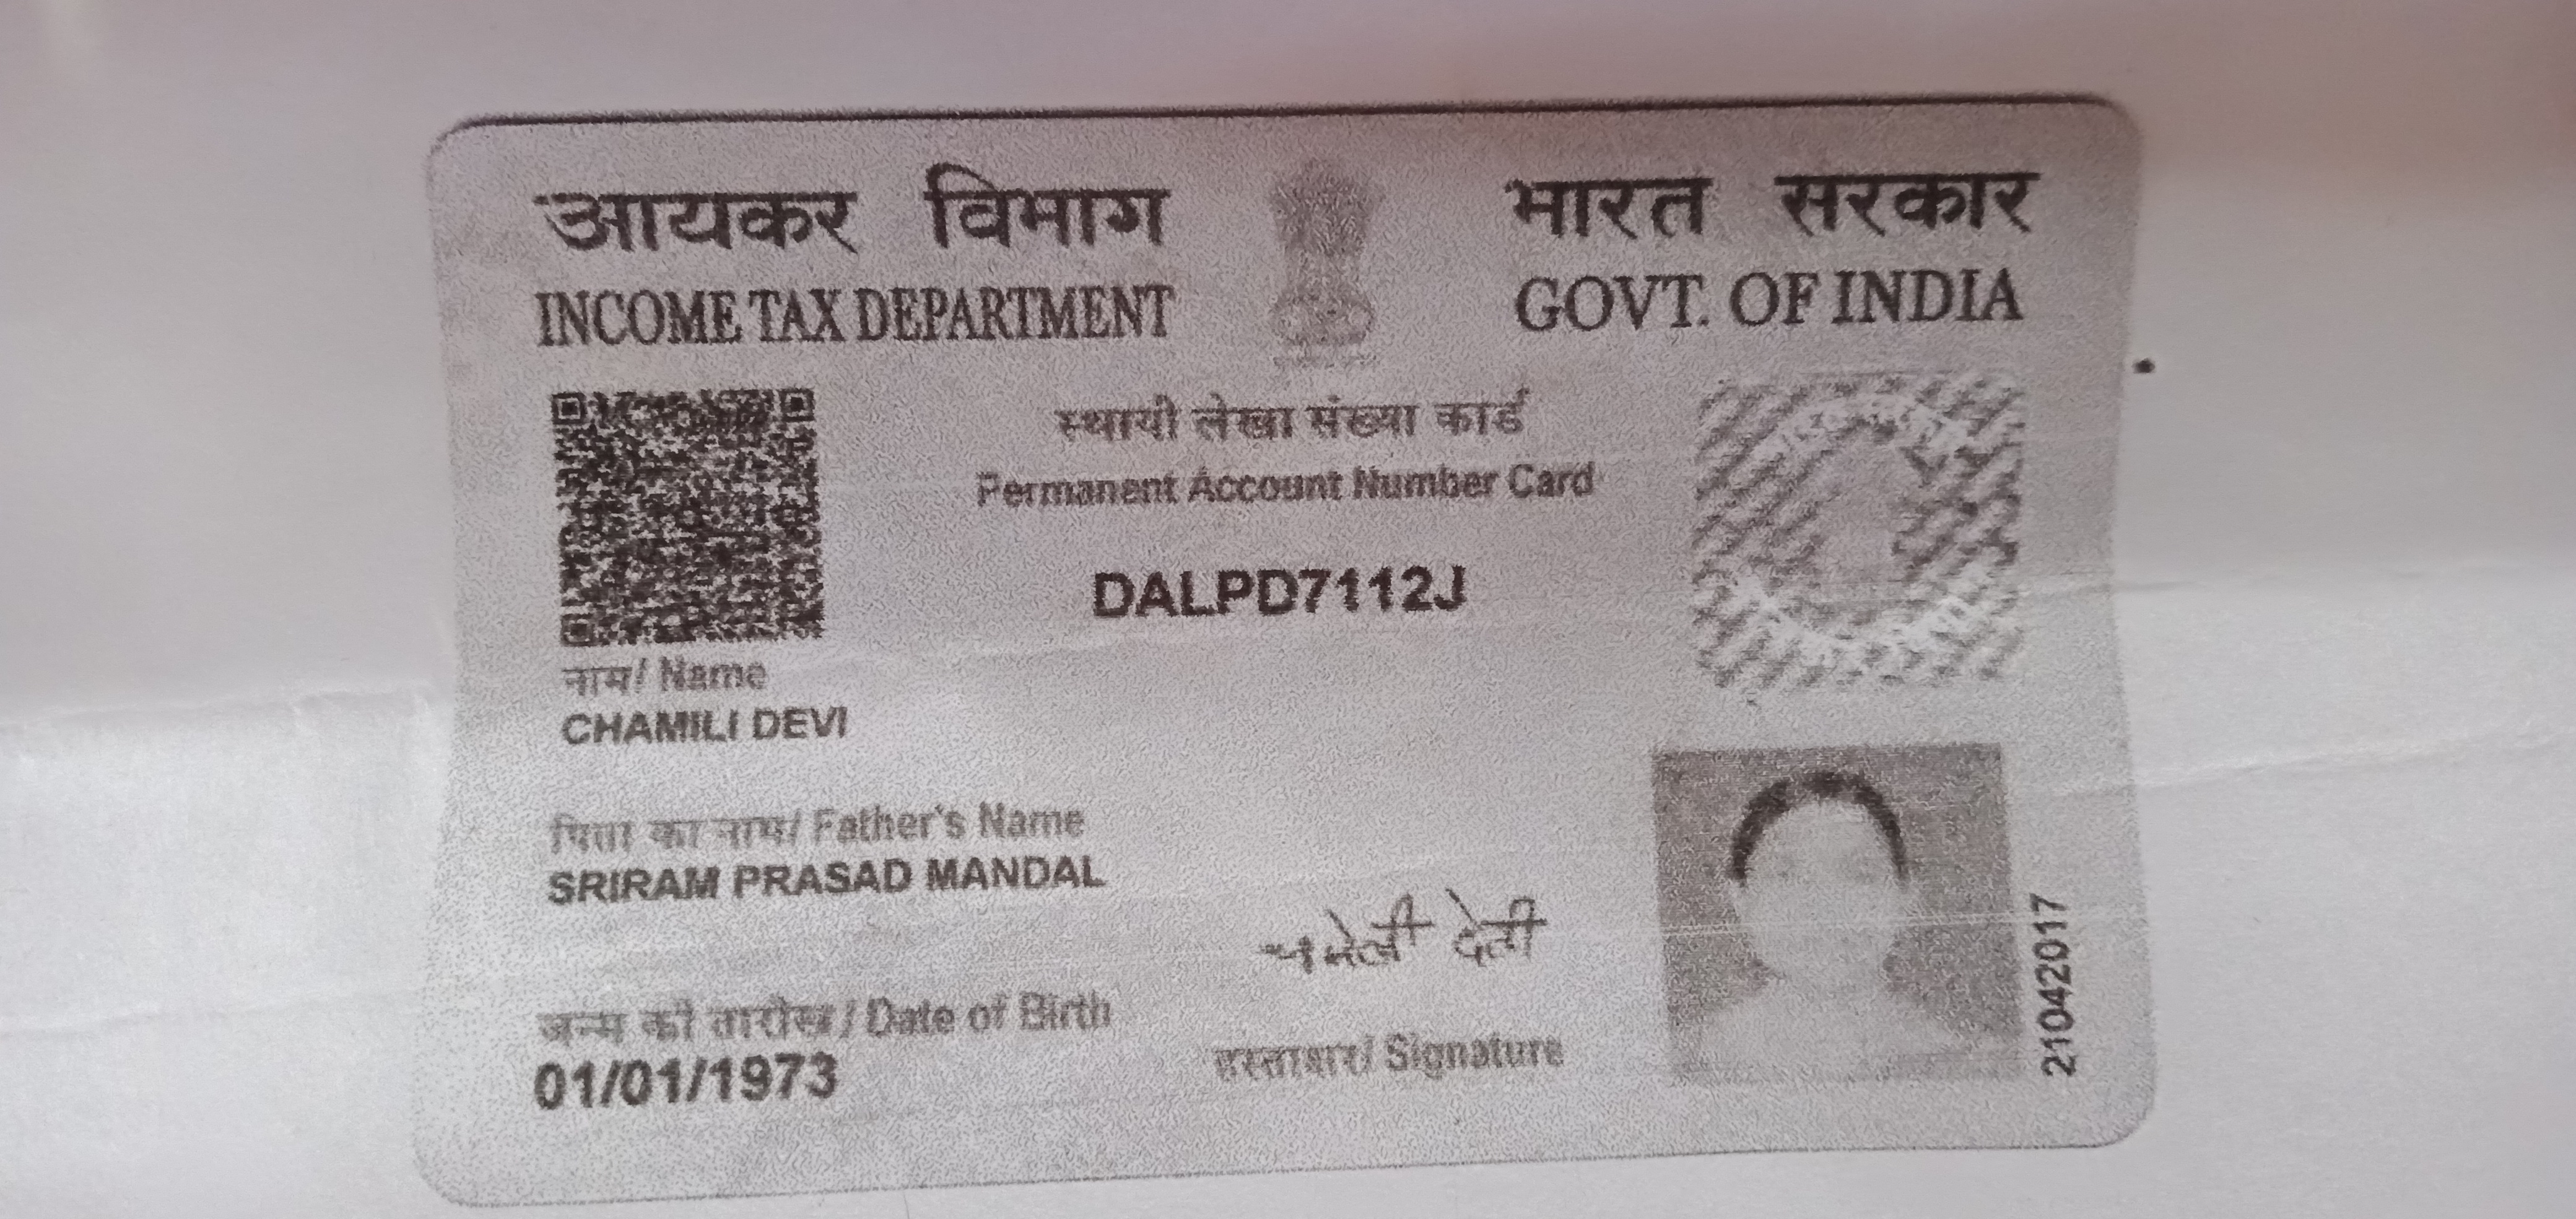 आयकर विभाग
भारत सरकार
INCOME TAX DEPARTMENT
GOVT. OF INDIA
स्थायी लेखा संख्या कार्ड
Permanent Account Number Card
DALPD7112J
नाम/ Name
CHAMILI DEVI
पिता का नाम/ Father's Name
SRIRAM PRASAD MANDAL
चमेली देवी
जन्म की तारीख/ Date of Birth
01/01/1973
हस्ताक्षर/ Signature
21042017